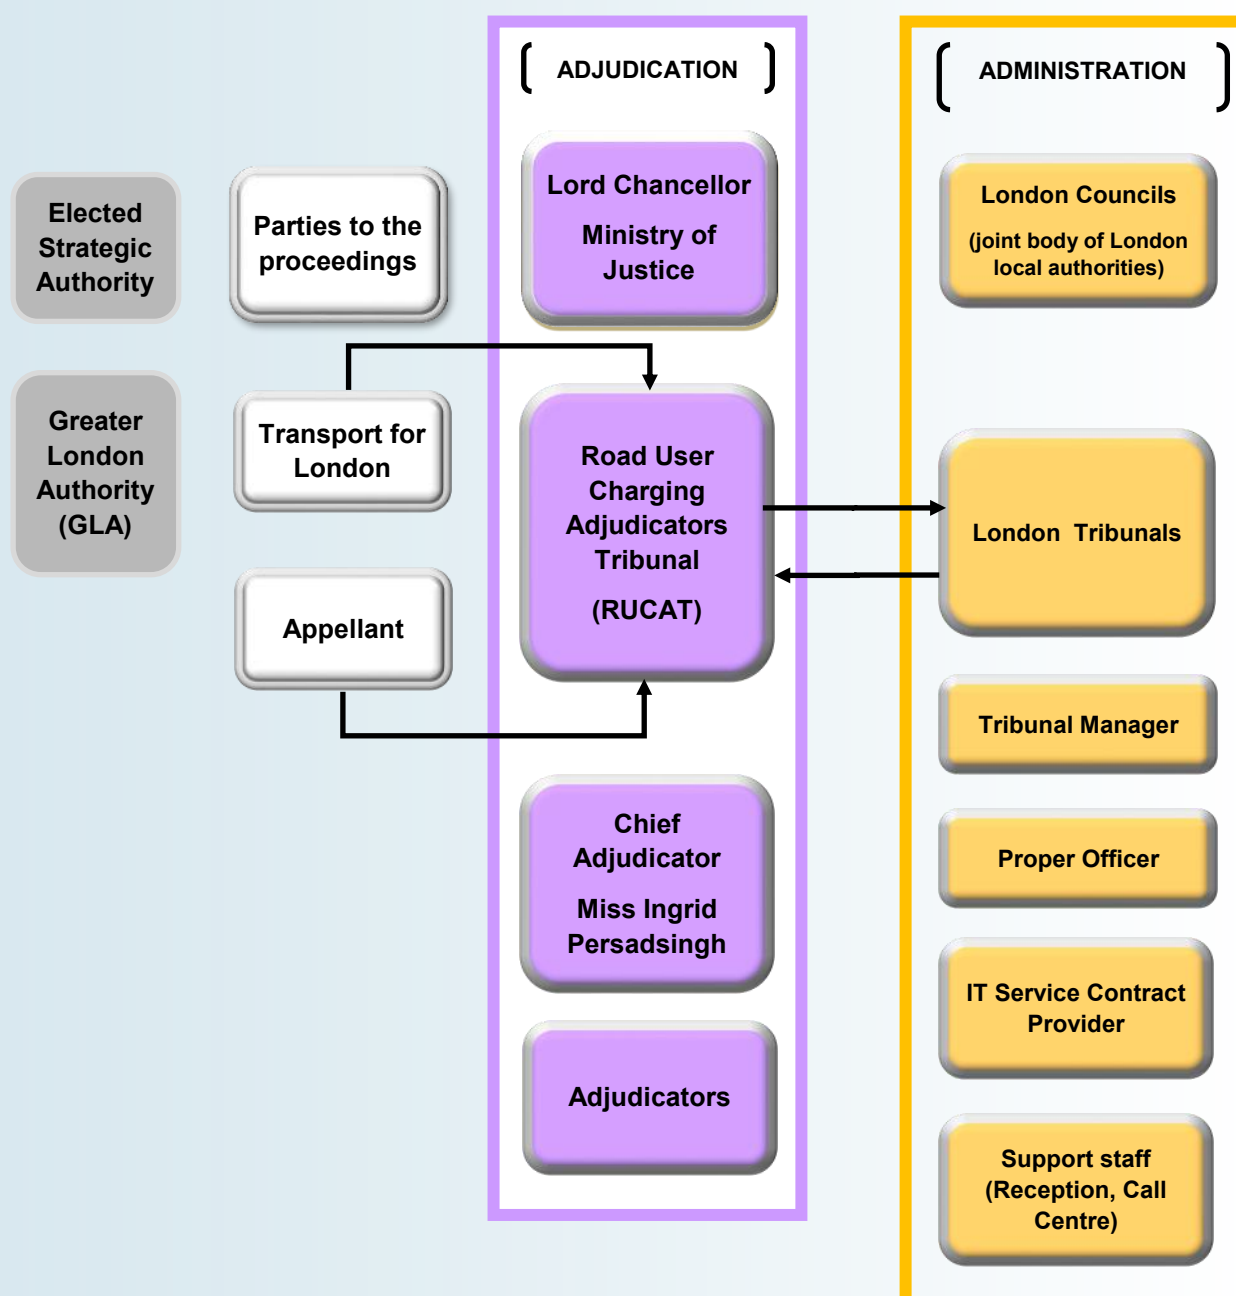 ADJUDICATION
ADMINISTRATION
Elected
Strategic
Authority
Parties to the
proceedings
Lord Chancellor
Ministry of
Justice
London Councils
(joint body of London
local authorities)
Greater
London
Authority
(GLA)
Transport for
London
Road User
Charging
Adjudicators
Tribunal
(RUCAT)
London Tribunals
Appellant
Tribunal Manager
Chief
Adjudicator
Miss Ingrid
Persadsingh
Proper Officer
IT Service Contract
Provider
Adjudicators
Support staff
(Reception, Call
Centre)